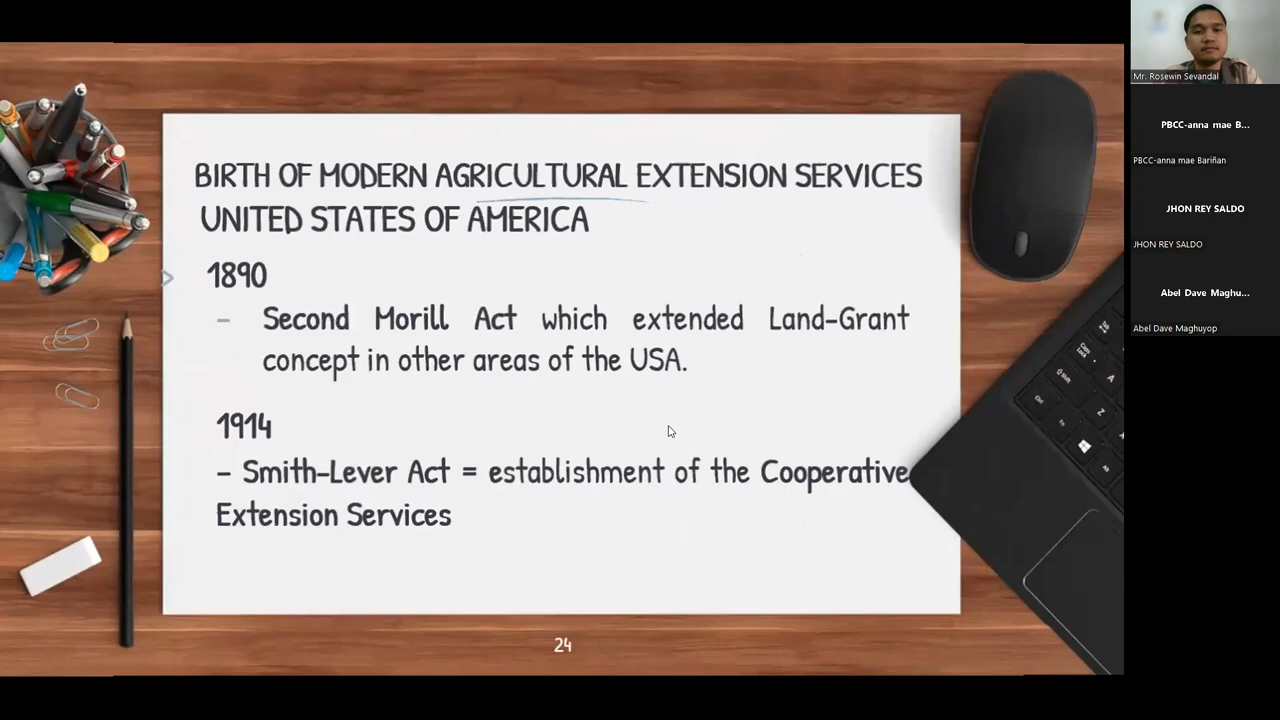 BIRTH OF MODERN AGRICULTURAL EXTENSION SERVICES
UNITED STATES OF AMERICA
1890
– Second Morill Act which extended Land-Grant
concept in other areas of the USA.
1914
– Smith-Lever Act = establishment of the Cooperative
Extension Services
24
Mr. Rosewin Sevandal
PBCC-anna mae B...
PBCC-anna mae Bariñan
JHON REY SALDO
JHON REY SALDO
Abel Dave Maghu...
Abel Dave Maghuyop